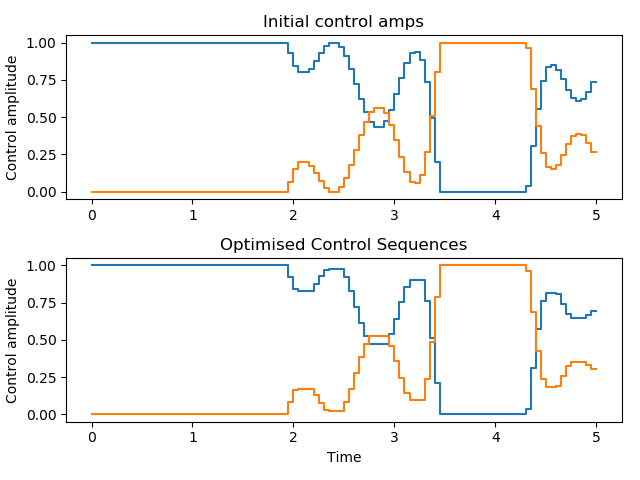 Initial control amps
Control amplitude
1.00
0.75
0.50
0.25
0.00
0 1 2 3 4 5
Optimised Control Sequences
Control amplitude
1.00
0.75
0.50
0.25
0.00
0 1 2 3 4 5
Time